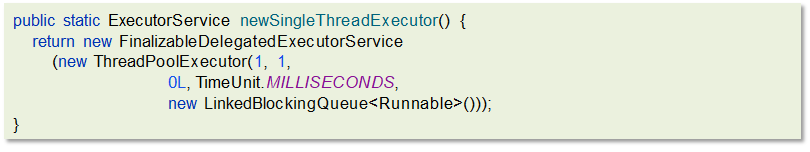 public static ExecutorService newSingleThreadExecutor() {
return new FinalizableDelegatedExecutorService
(new ThreadPoolExecutor(1, 1,
0L, TimeUnit.MILLISECONDS,
new LinkedBlockingQueue<Runnable>()));
}